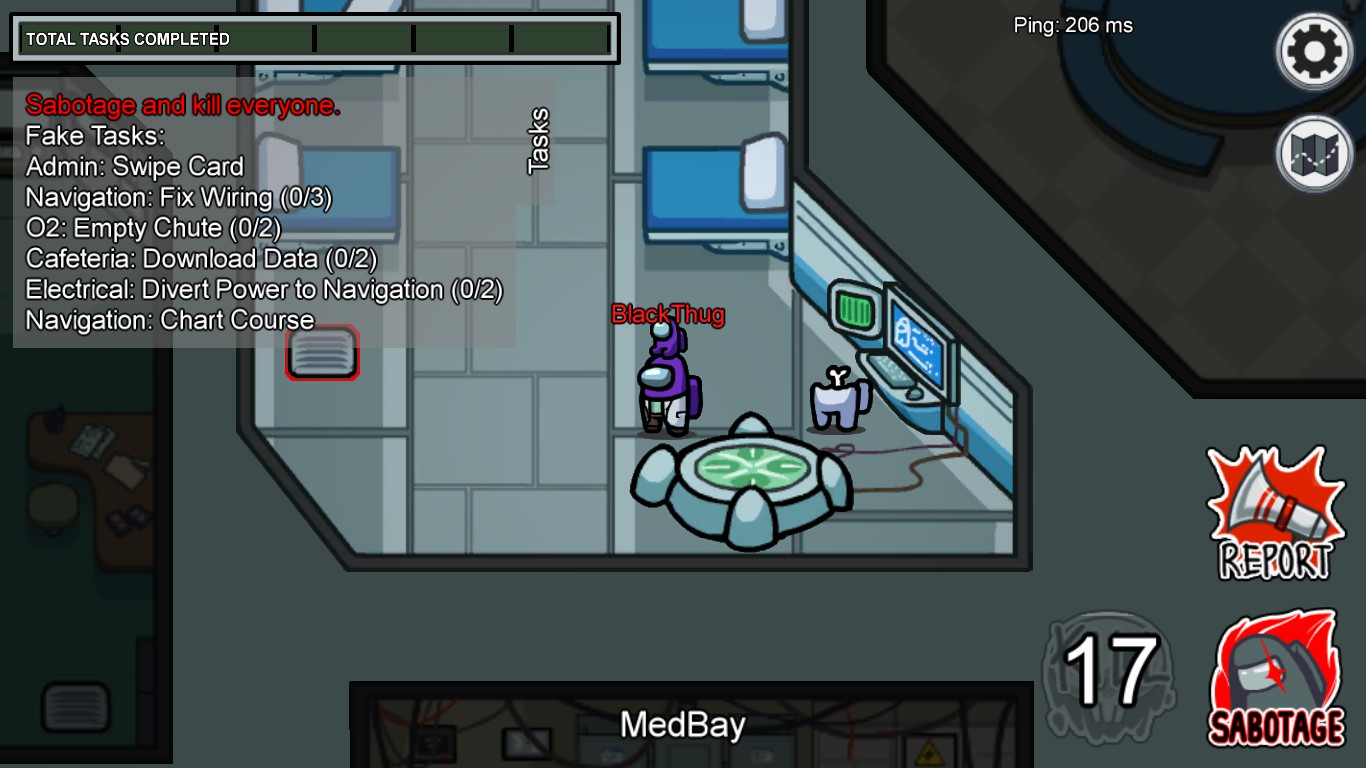 TOTAL TASKS COMPLETED
Ping: 206 ms
Sabotage and kill everyone.
Fake Tasks:
Admin: Swipe Card
Navigation: Fix Wiring (0/3)
O2: Empty Chute (0/2)
Cafeteria: Download Data (0/2)
Electrical: Divert Power to Navigation (0/2)
Navigation: Chart Course
Tasks
BlackThug
REPORT
17
SABOTAGE
MedBay